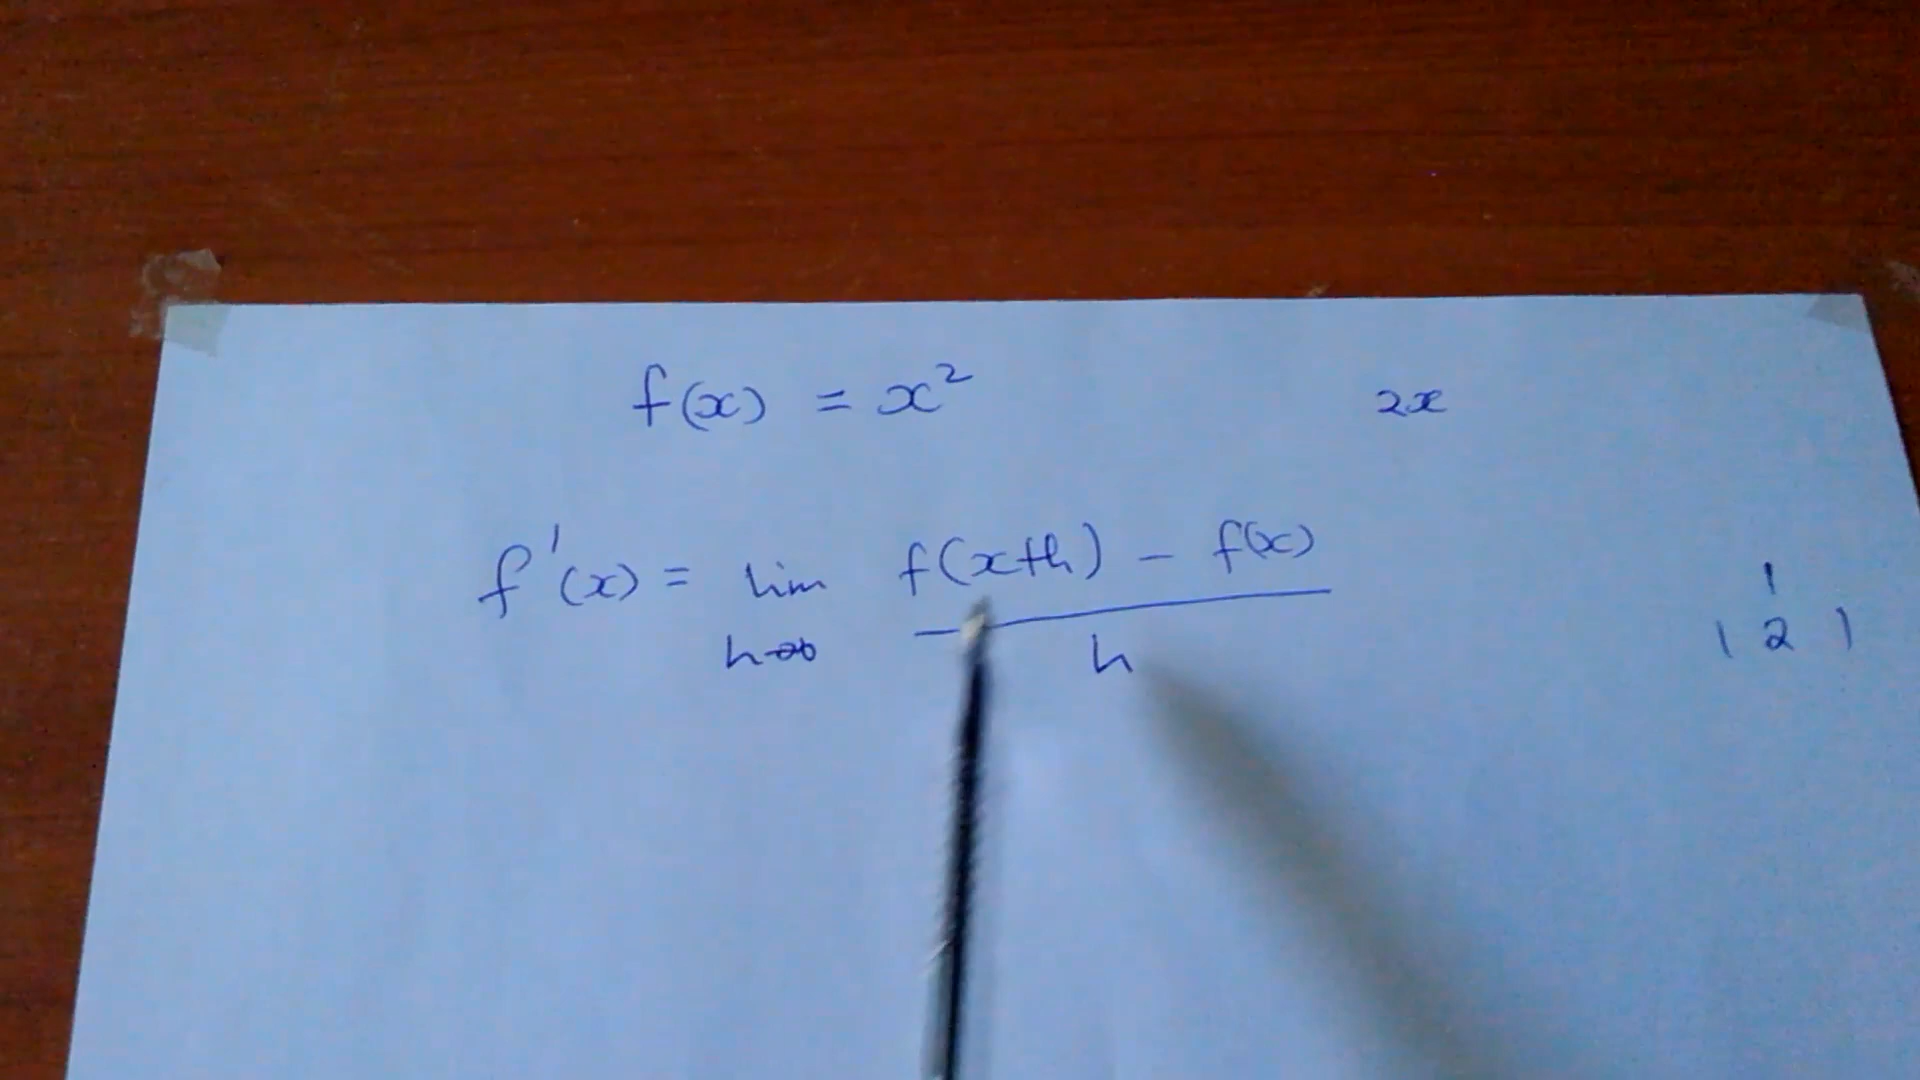 f(x) = x² 2x
f'(x) = lim f(x+h) - f(x)
h→0 h
1
1 2 1